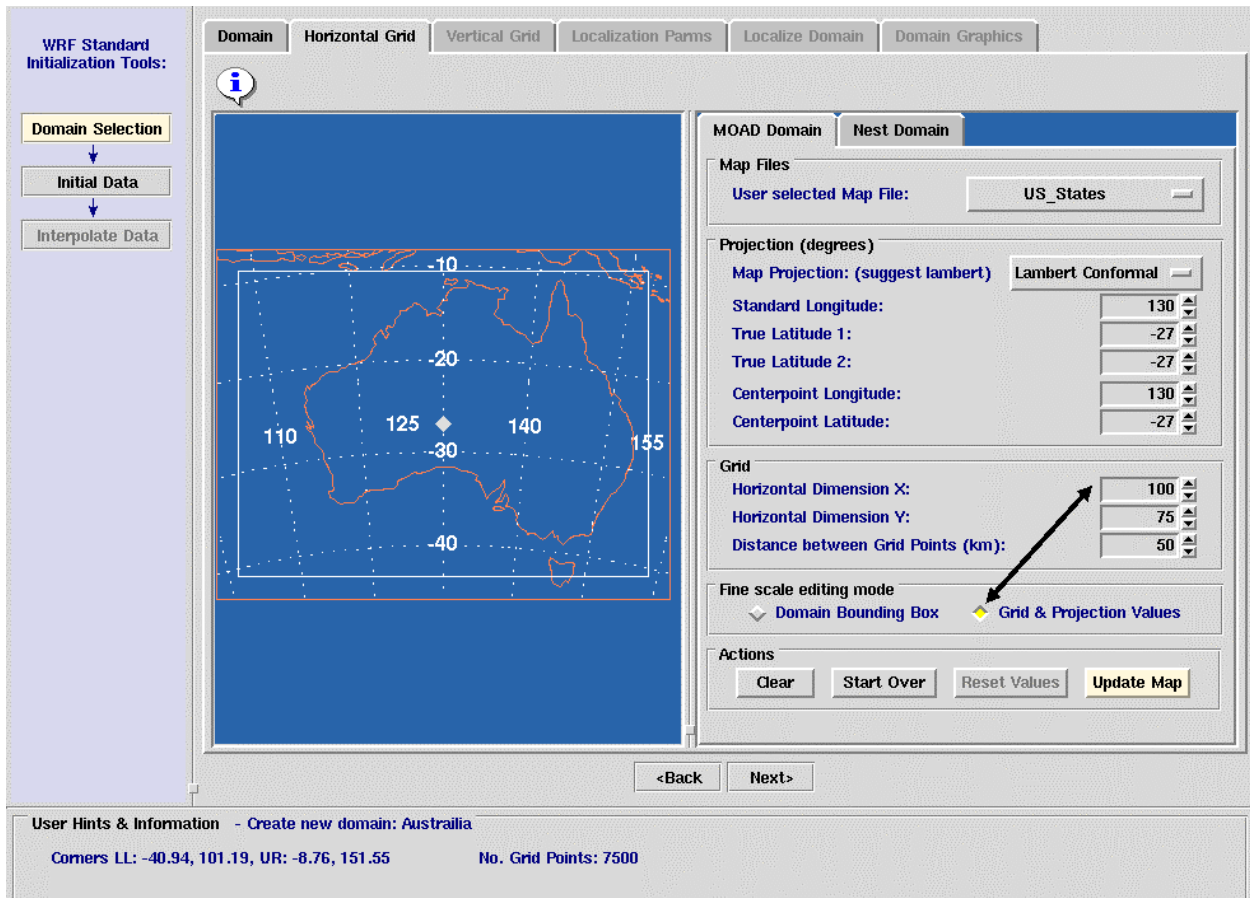 WRF Standard
Initialization Tools:
Domain Selection
Initial Data
Interpolate Data
Domain Horizontal Grid Vertical Grid Localization Parms Localize Domain Domain Graphics
i
-10
-20
125 140
110 155
-30
-40
MOAD Domain Nest Domain
Map Files
User selected Map File: US_States
Projection (degrees)
Map Projection: (suggest lambert) Lambert Conformal
Standard Longitude: 130
True Latitude 1: -27
True Latitude 2: -27
Centerpoint Longitude: 130
Centerpoint Latitude: -27
Grid
Horizontal Dimension X: 100
Horizontal Dimension Y: 75
Distance between Grid Points (km): 50
Fine scale editing mode
Domain Bounding Box Grid & Projection Values
Actions
Clear Start Over Reset Values Update Map
<Back Next>
User Hints & Information - Create new domain: Austrailia
Corners LL: -40.94, 101.19, UR: -8.76, 151.55 No. Grid Points: 7500